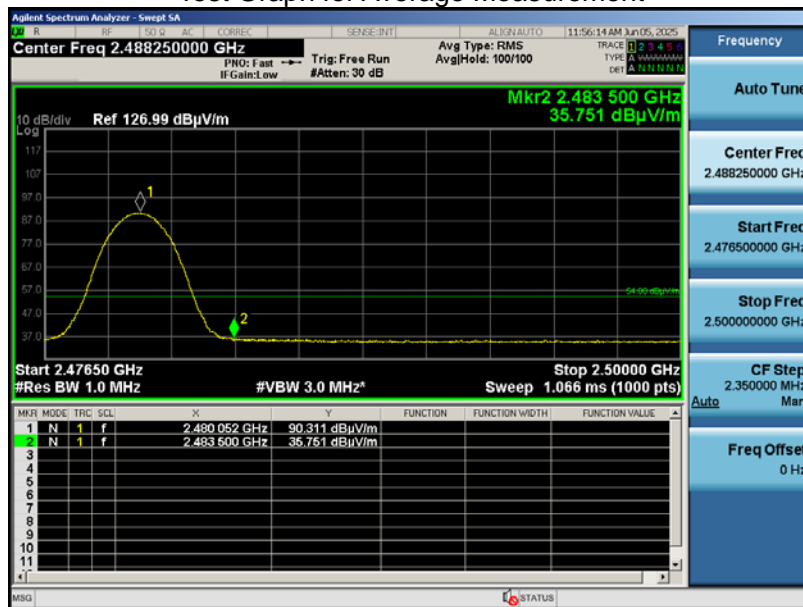 Agilent Spectrum Analyzer - Swept SA
R RF 50 Ω AC CORREC SENSE:INT ALIGN AUTO 11:56:14 AM Jun 05, 2025
Center Freq 2.488250000 GHz
PNO: Fast
IFGain:Low
Trig: Free Run
#Atten: 30 dB
Avg Type: RMS
Avg|Hold: 100/100
TRACE 1 2 3 4 5 6
TYPE A WWWWW
DET A N N N N N
Mkr2 2.483 500 GHz
35.751 dBµV/m
10 dB/div Ref 126.99 dBµV/m
Log
117
107
97.0
87.0
77.0
67.0
57.0
47.0
37.0
1
2
54.00 dBµV/m
Start 2.47650 GHz Stop 2.50000 GHz
#Res BW 1.0 MHz #VBW 3.0 MHz* Sweep 1.066 ms (1000 pts)
MKR MODE TRC SCL X Y FUNCTION FUNCTION WIDTH FUNCTION VALUE
1 N 1 f 2.480 052 GHz 90.311 dBµV/m
2 N 1 f 2.483 500 GHz 35.751 dBµV/m
3
4
5
6
7
8
9
10
11
MSG STATUS
Frequency
Auto Tune
Center Freq
2.488250000 GHz
Start Freq
2.476500000 GHz
Stop Freq
2.500000000 GHz
CF Step
2.350000 MHz
Auto Man
Freq Offset
0 Hz